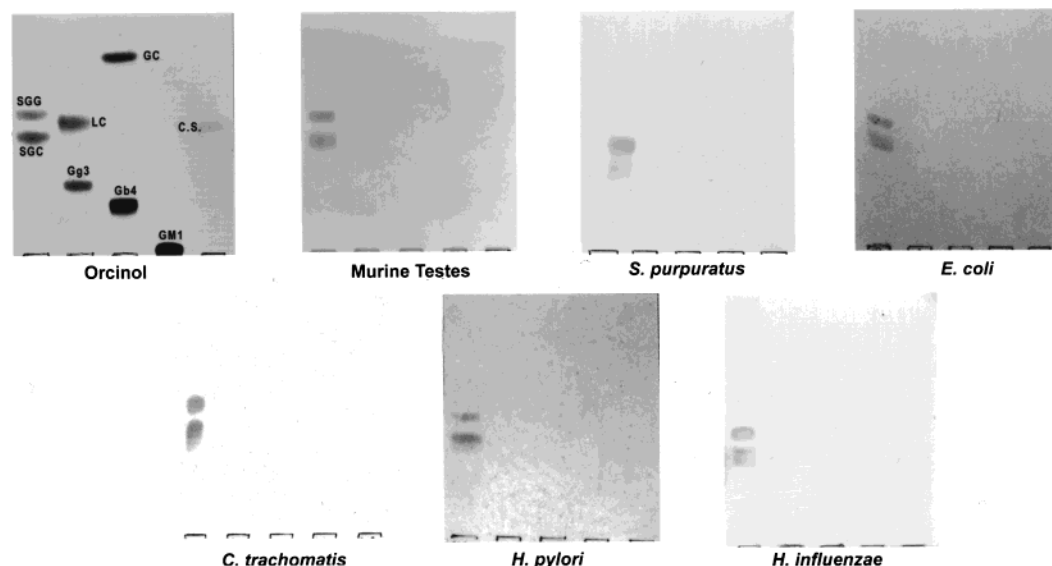 GC
SGG
LC
C.S.
SGC
Gg3
Gb4
GM1
Orcinol
Murine Testes
S. purpuratus
E. coli
C. trachomatis
H. pylori
H. influenzae